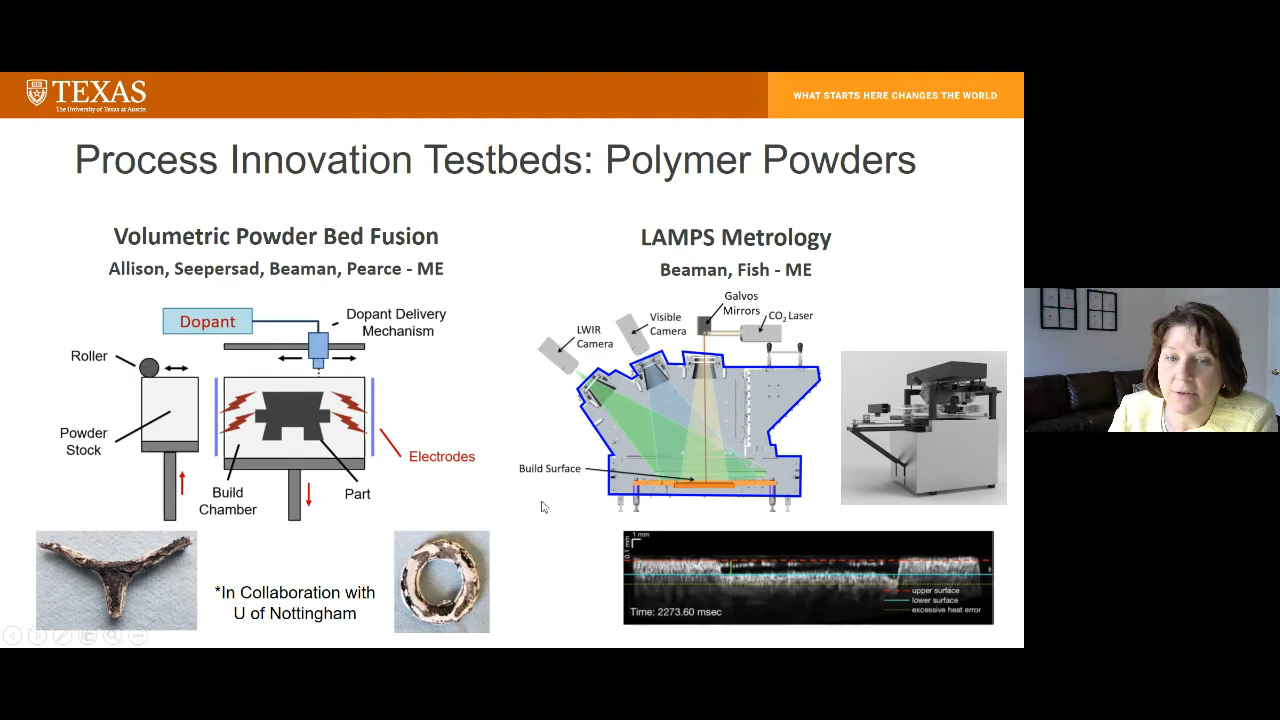 TEXAS
The University of Texas at Austin
WHAT STARTS HERE CHANGES THE WORLD
Process Innovation Testbeds: Polymer Powders
Volumetric Powder Bed Fusion
Allison, Seepersad, Beaman, Pearce - ME
Dopant
Dopant Delivery
Mechanism
Roller
Powder
Stock
Electrodes
Build
Chamber
Part
*In Collaboration with
U of Nottingham
LAMPS Metrology
Beaman, Fish - ME
Galvos
Mirrors
CO2 Laser
Visible
Camera
LWIR
Camera
Build Surface
1 mm
0.1 mm
upper surface
lower surface
excessive heat error
Time: 2273.60 msec